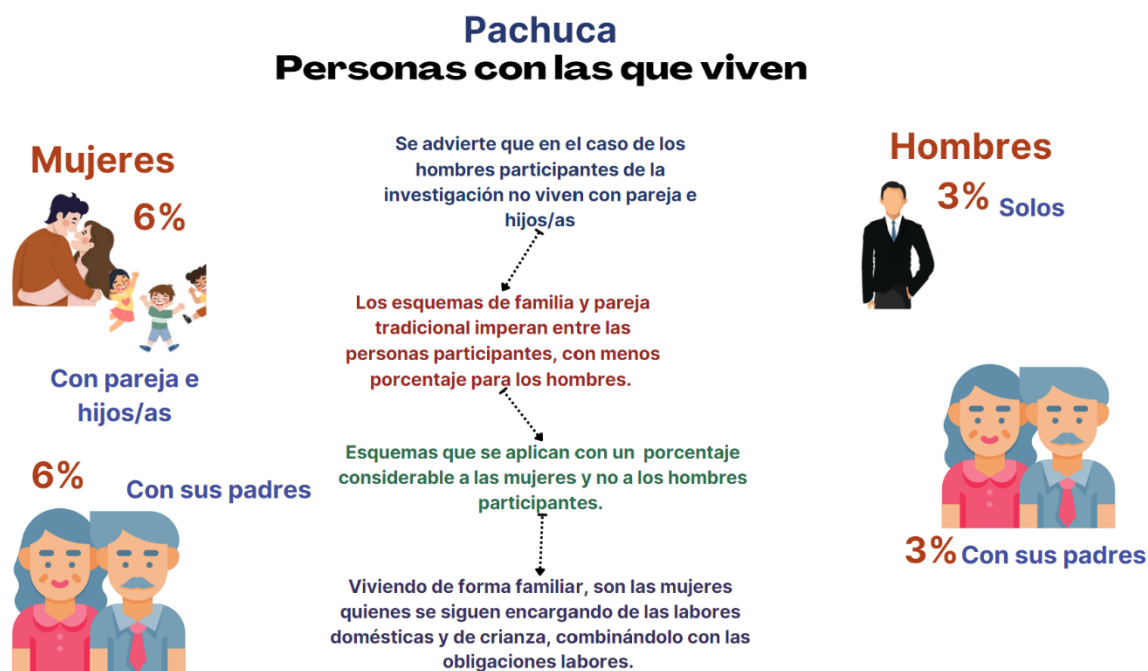 Pachuca
Personas con las que viven
Mujeres
6%
Con pareja e
hijos/as
6%
Con sus padres
Se advierte que en el caso de los
hombres participantes de la
investigación no viven con pareja e
hijos/as
Los esquemas de familia y pareja
tradicional imperan entre las
personas participantes, con menos
porcentaje para los hombres.
Esquemas que se aplican con un porcentaje
considerable a las mujeres y no a los hombres
participantes.
Viviendo de forma familiar, son las mujeres
quienes se siguen encargando de las labores
domésticas y de crianza, combinándolo con las
obligaciones labores.
Hombres
3% Solos
3% Con sus padres